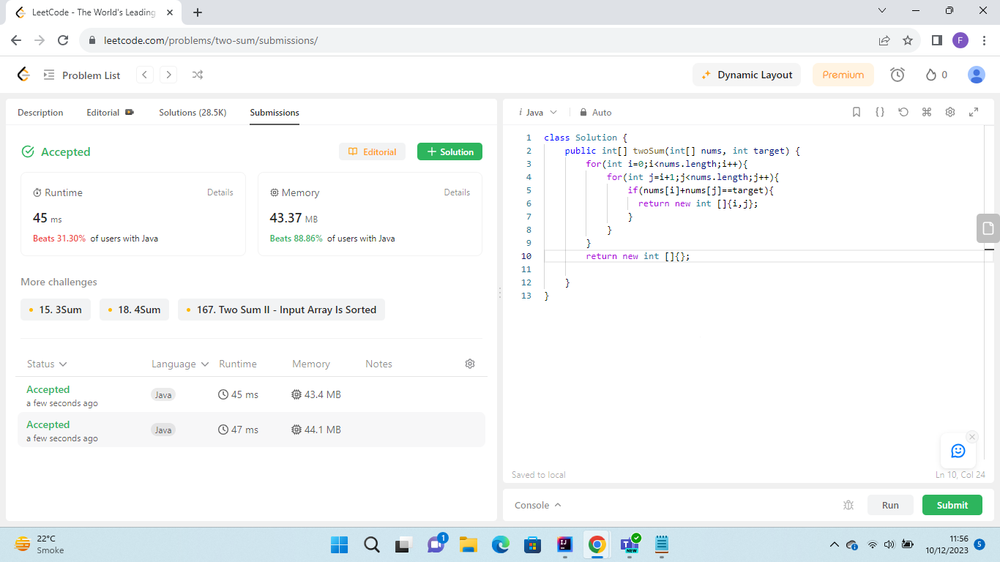 LeetCode - The World's Leading
leetcode.com/problems/two-sum/submissions/
F
Problem List
Dynamic Layout
Premium
0
Description
Editorial
Solutions (28.5K)
Submissions
Accepted
Editorial
Solution
Runtime
Details
45 ms
Beats 31.30% of users with Java
Memory
Details
43.37 MB
Beats 88.86% of users with Java
More challenges
15. 3Sum
18. 4Sum
167. Two Sum II - Input Array Is Sorted
Status Language Runtime Memory Notes
Accepted
a few seconds ago
Java
45 ms
43.4 MB
Accepted
a few seconds ago
Java
47 ms
44.1 MB
i Java
Auto
1 class Solution {
2 public int[] twoSum(int[] nums, int target) {
3 for(int i=0;i<nums.length;i++){
4 for(int j=i+1;j<nums.length;j++){
5 if(nums[i]+nums[j]==target){
6 return new int []{i,j};
7 }
8 }
9 }
10 return new int []{};
11
12 }
13 }
Saved to local
Ln 10, Col 24
Console
Run
Submit
22°C
Smoke
1
IJ
NEW
11:56
10/12/2023
5